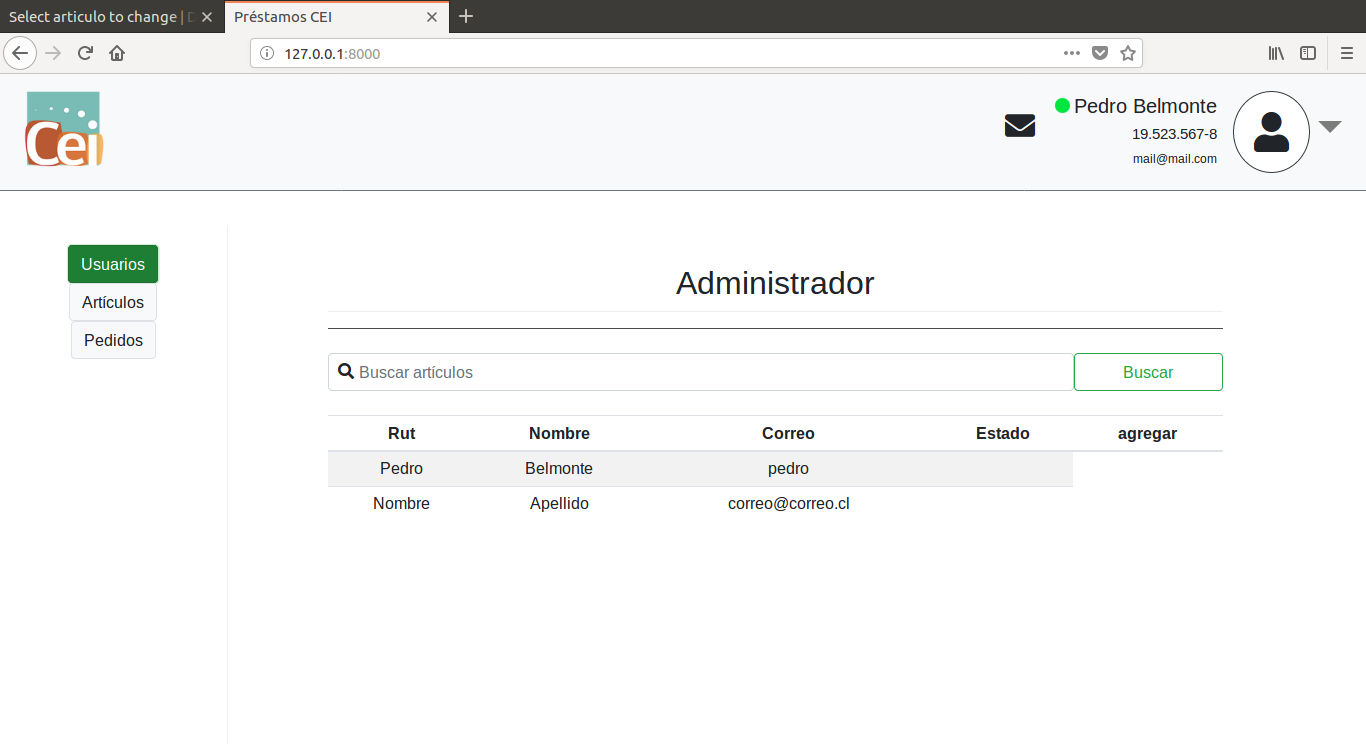 Select articulo to change | D
Préstamos CEI
127.0.0.1:8000
Cei
Pedro Belmonte
19.523.567-8
mail@mail.com
Usuarios
Artículos
Pedidos
Administrador
Buscar artículos
Buscar
Rut Nombre Correo Estado agregar
Pedro Belmonte pedro
Nombre Apellido correo@correo.cl